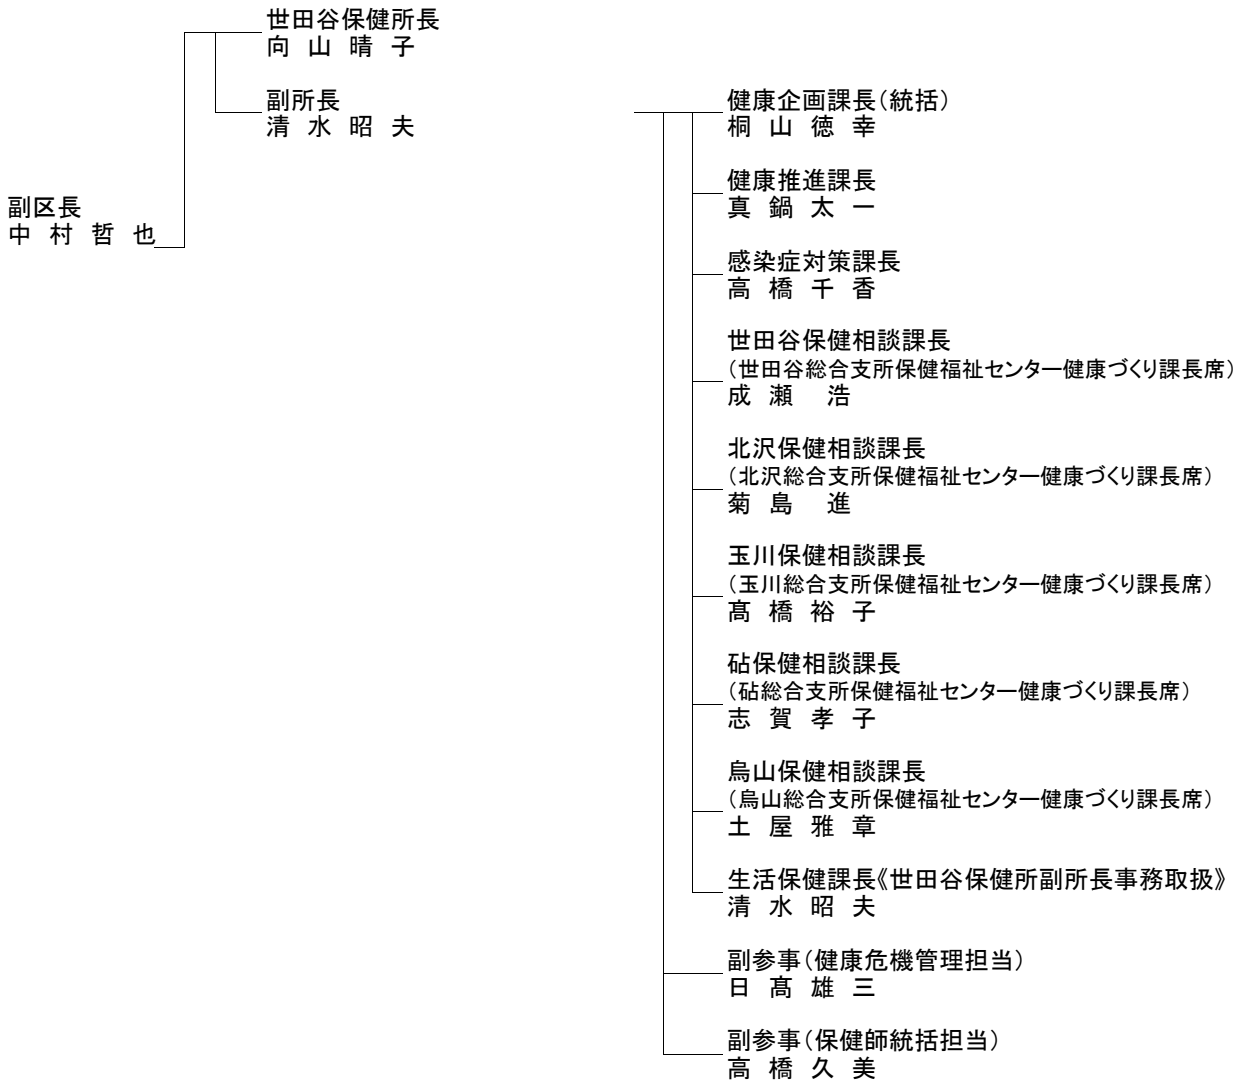 世田谷保健所長
向山晴子
副所長
清水昭夫
副区長
中村哲也
健康企画課長（統括）
桐山徳幸
健康推進課長
真鍋太一
感染症対策課長
高橋千香
世田谷保健相談課長
（世田谷総合支所保健福祉センター健康づくり課長席）
成瀬　浩
北沢保健相談課長
（北沢総合支所保健福祉センター健康づくり課長席）
菊島　進
玉川保健相談課長
（玉川総合支所保健福祉センター健康づくり課長席）
髙橋裕子
砧保健相談課長
（砧総合支所保健福祉センター健康づくり課長席）
志賀孝子
烏山保健相談課長
（烏山総合支所保健福祉センター健康づくり課長席）
土屋雅章
生活保健課長《世田谷保健所副所長事務取扱》
清水昭夫
副参事（健康危機管理担当）
日髙雄三
副参事（保健師統括担当）
高橋久美